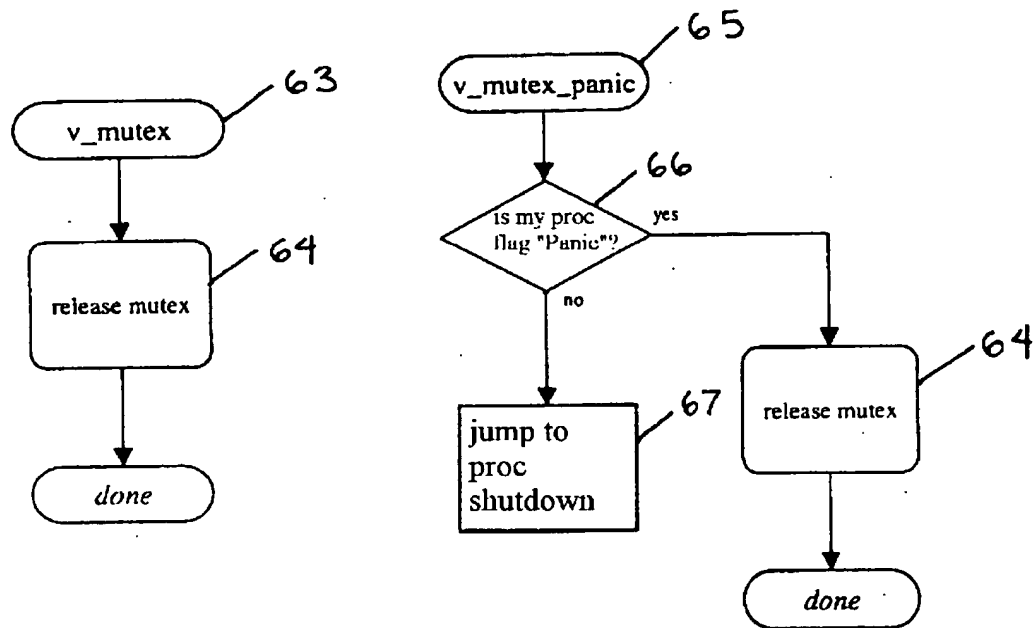 63
v_mutex
64
release mutex
done
65
v_mutex_panic
66
is my proc
flag "Panic"?
yes
no
67
jump to
proc
shutdown
64
release mutex
done